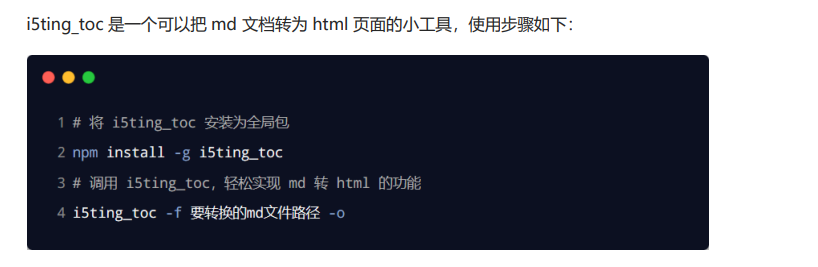 i5ting_toc 是一个可以把 md 文档转为 html 页面的小工具，使用步骤如下：
1 # 将 i5ting_toc 安装为全局包
2 npm install -g i5ting_toc
3 # 调用 i5ting_toc，轻松实现 md 转 html 的功能
4 i5ting_toc -f 要转换的md文件路径 -o